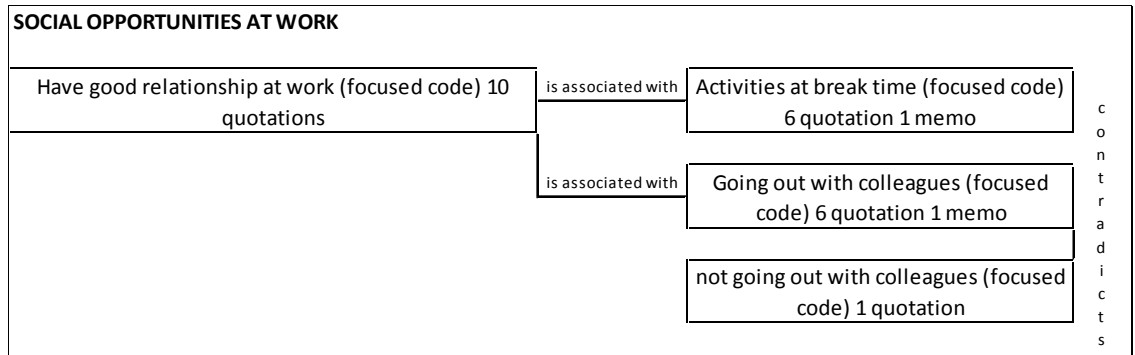 SOCIAL OPPORTUNITIES AT WORK
Have good relationship at work (focused code) 10
quotations
is associated with
Activities at break time (focused code)
6 quotation 1 memo
is associated with
Going out with colleagues (focused
code) 6 quotation 1 memo
not going out with colleagues (focused
code) 1 quotation
contradicts